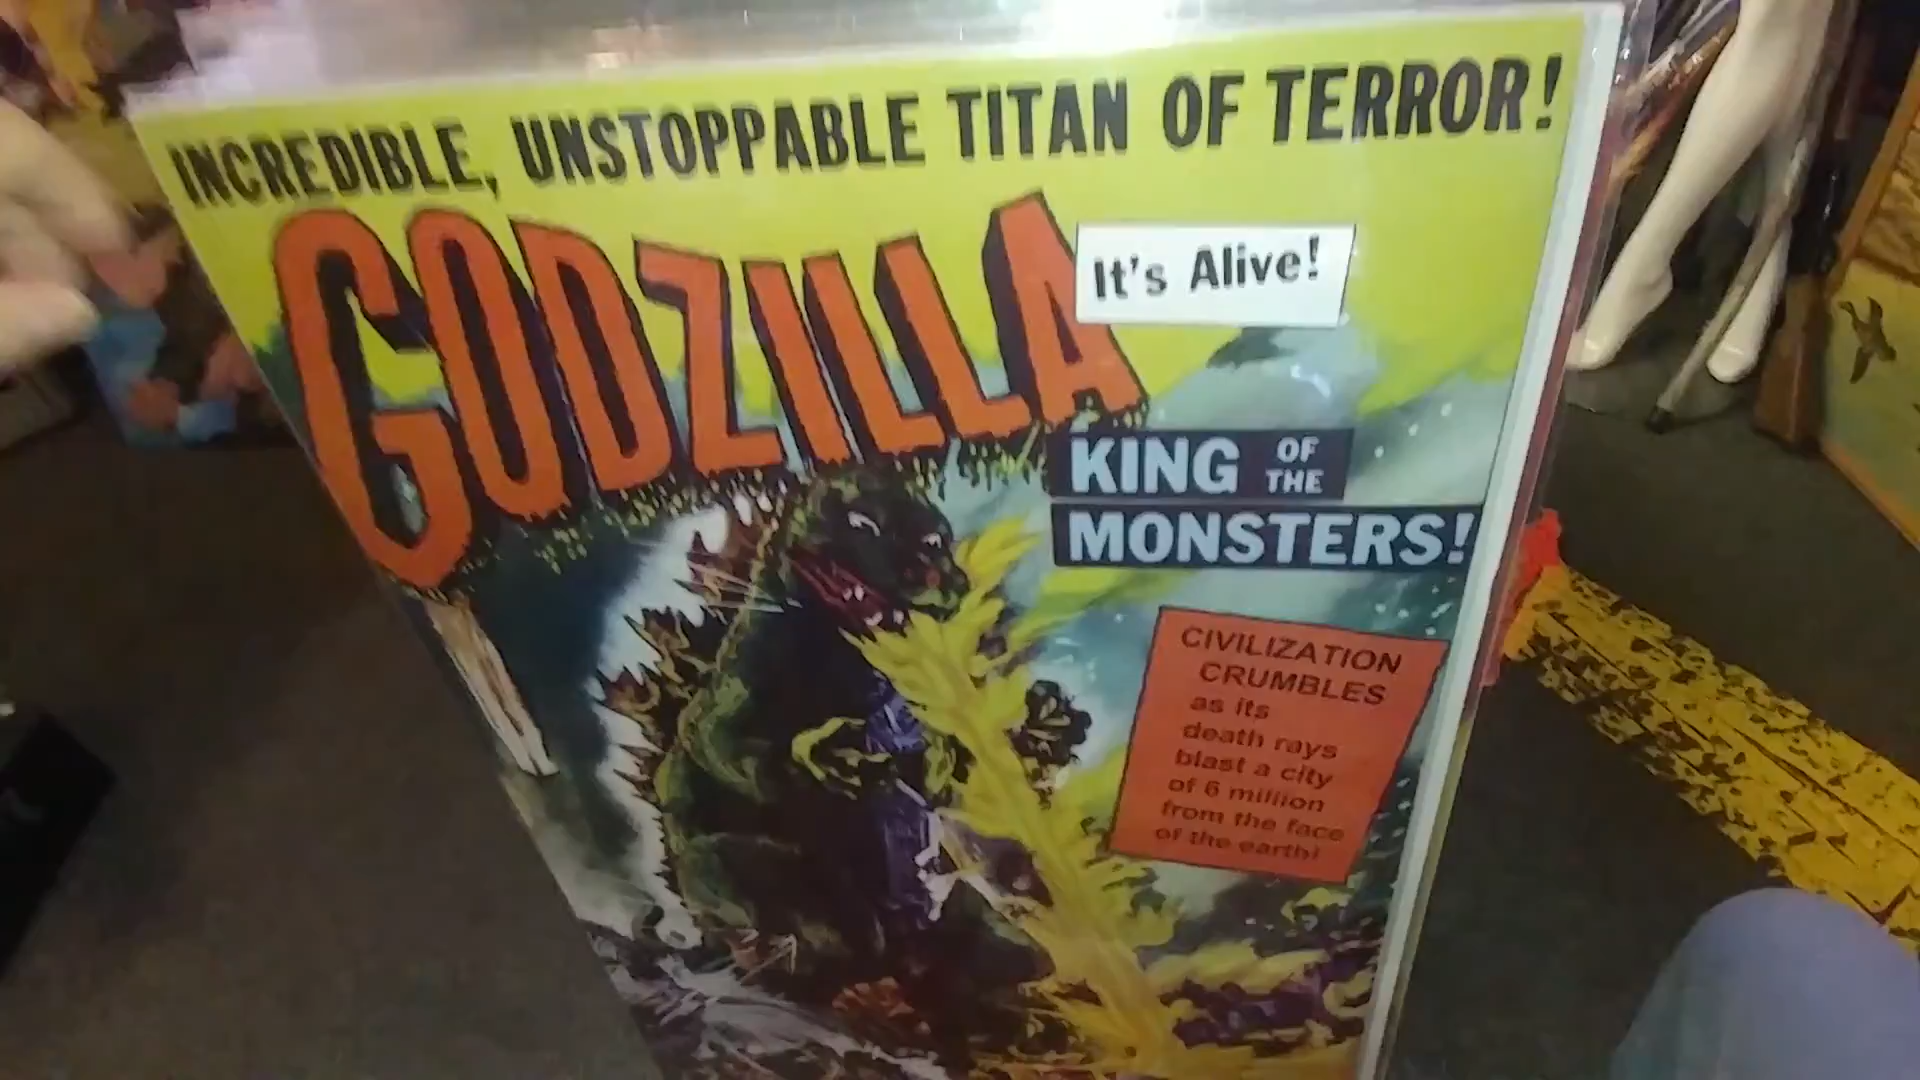 INCREDIBLE, UNSTOPPABLE TITAN OF TERROR!
GODZILLA
It's Alive!
KING OF THE
MONSTERS!
CIVILIZATION
CRUMBLES
as its
death rays
blast a city
of 6 million
from the face
of the earth!